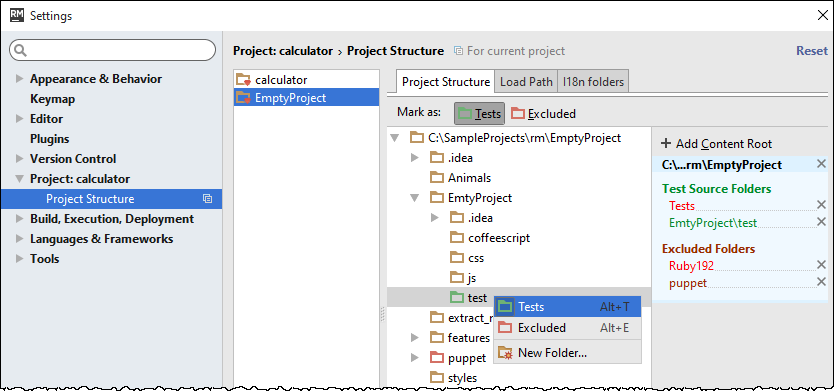 RM Settings
Project: calculator › Project Structure For current project Reset
Appearance & Behavior
Keymap
Editor
Plugins
Version Control
Project: calculator
Project Structure
Build, Execution, Deployment
Languages & Frameworks
Tools
calculator
EmptyProject
Project Structure Load Path I18n folders
Mark as: Tests Excluded
C:\SampleProjects\rm\EmptyProject
.idea
Animals
EmtyProject
.idea
coffeescript
css
js
test
extract_
features
puppet
styles
Tests Alt+T
Excluded Alt+E
New Folder...
+ Add Content Root
C:\...rm\EmptyProject
Test Source Folders
Tests
EmtyProject\test
Excluded Folders
Ruby192
puppet